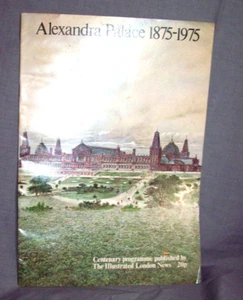 Alexandra Palace 1875-1975
Centenary programme published by
The Illustrated London News 20p